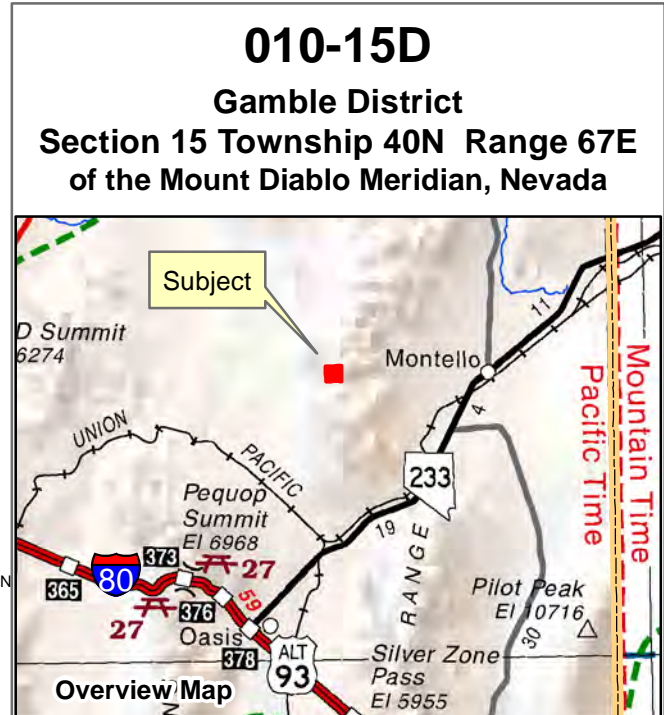 010-15D
Gamble District
Section 15 Township 40N Range 67E
of the Mount Diablo Meridian, Nevada
Subject
D Summit
6274
11
Montello
4
Mountain Time
Pacific Time
UNION
PACIFIC
233
19
Pequop
Summit
El 6968
RANGE
373
27
N
365
80
376
59
27
Oasis
378
ALT
93
Pilot Peak
El 10716
30
Silver Zone
Pass
El 5955
Overview Map
N